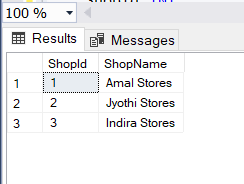 100 %
Results Messages
ShopId ShopName
1 1 Amal Stores
2 2 Jyothi Stores
3 3 Indira Stores